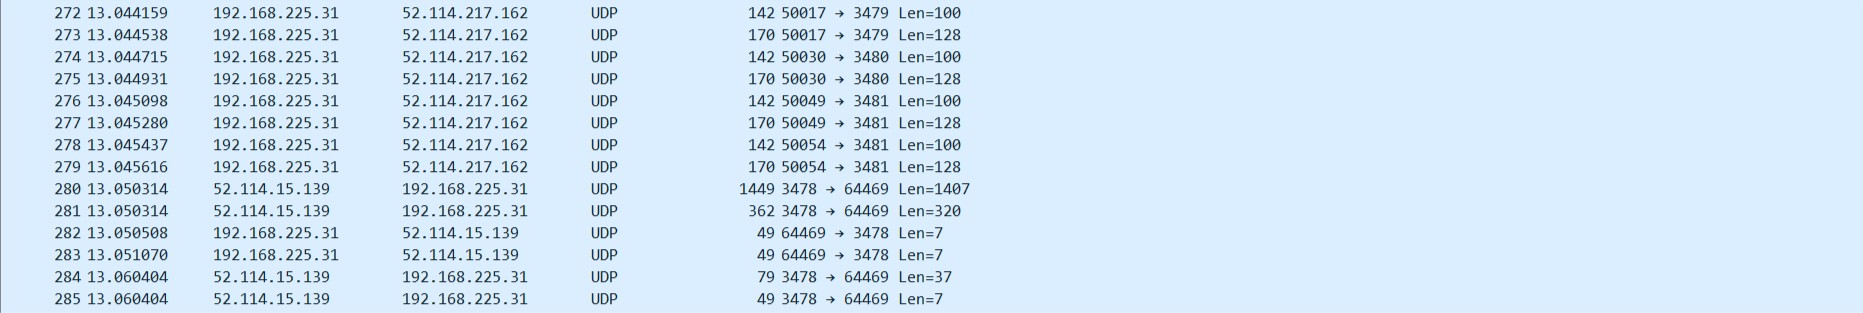 272 13.044159 192.168.225.31 52.114.217.162 UDP 142 50017 → 3479 Len=100
273 13.044538 192.168.225.31 52.114.217.162 UDP 170 50017 → 3479 Len=128
274 13.044715 192.168.225.31 52.114.217.162 UDP 142 50030 → 3480 Len=100
275 13.044931 192.168.225.31 52.114.217.162 UDP 170 50030 → 3480 Len=128
276 13.045098 192.168.225.31 52.114.217.162 UDP 142 50049 → 3481 Len=100
277 13.045280 192.168.225.31 52.114.217.162 UDP 170 50049 → 3481 Len=128
278 13.045437 192.168.225.31 52.114.217.162 UDP 142 50054 → 3481 Len=100
279 13.045616 192.168.225.31 52.114.217.162 UDP 170 50054 → 3481 Len=128
280 13.050314 52.114.15.139 192.168.225.31 UDP 1449 3478 → 64469 Len=1407
281 13.050314 52.114.15.139 192.168.225.31 UDP 362 3478 → 64469 Len=320
282 13.050508 192.168.225.31 52.114.15.139 UDP 49 64469 → 3478 Len=7
283 13.051070 192.168.225.31 52.114.15.139 UDP 49 64469 → 3478 Len=7
284 13.060404 52.114.15.139 192.168.225.31 UDP 79 3478 → 64469 Len=37
285 13.060404 52.114.15.139 192.168.225.31 UDP 49 3478 → 64469 Len=7